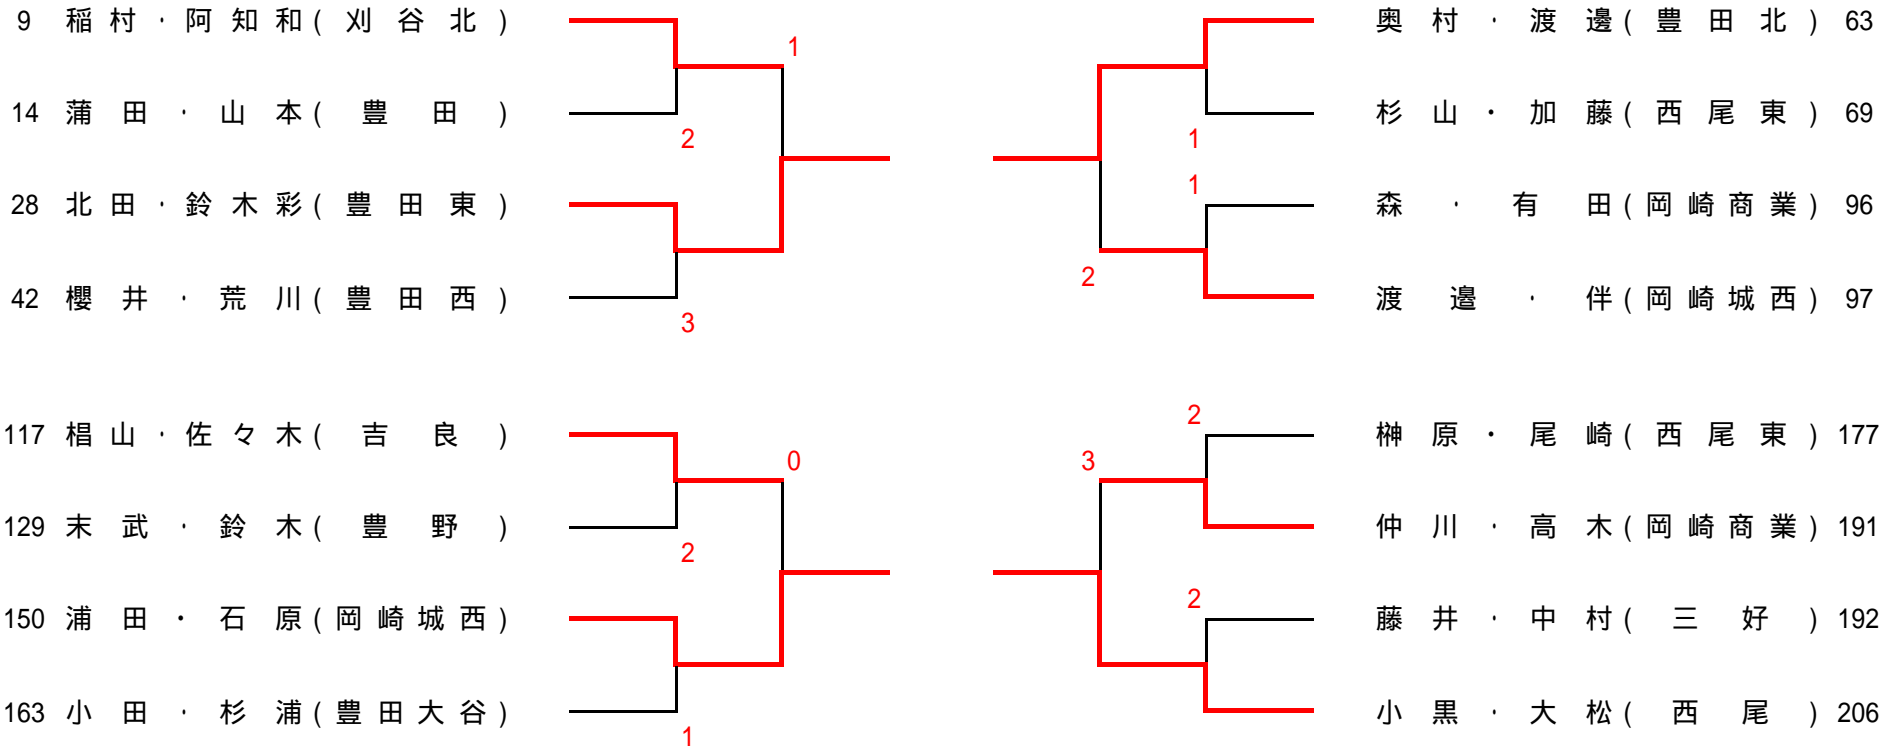 9 稲村・阿知和(刈谷北)
1
14 蒲田・山本(豊田)
2
28 北田・鈴木彩(豊田東)
42 櫻井・荒川(豊田西)
3
117 椙山・佐々木(吉良)
0
129 末武・鈴木(豊野)
2
150 浦田・石原(岡崎城西)
163 小田・杉浦(豊田大谷)
1
奥村・渡邊(豊田北) 63
杉山・加藤(西尾東) 69
1
1
森・有田(岡崎商業) 96
2
渡邉・伴(岡崎城西) 97
2
榊原・尾崎(西尾東) 177
3
仲川・高木(岡崎商業) 191
2
藤井・中村(三好) 192
小黒・大松(西尾) 206